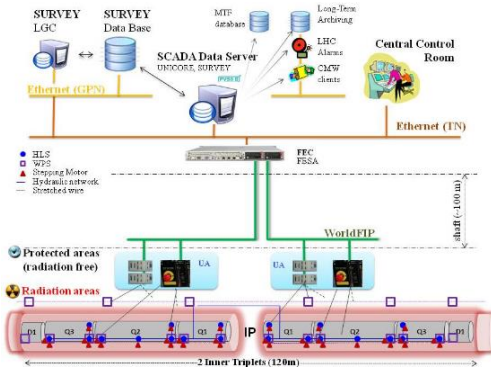 SURVEY
LGC
SURVEY
Data Base
MTF
database
Long-Term
Archiving
SCADA Data Server
UNICORE, SURVEY
LHC
Alarms
CMW
clients
Central Control
Room
Ethernet (GPN)
Ethernet (TN)
FEC
FESA
HLS
WPS
Stepping Motor
Hydraulic network
Stretched wire
shaft (~100 m)
WorldFIP
Protected areas
(radiation free)
UA
UA
Radiation areas
D1
Q3
Q2
Q1
IP
Q1
Q2
Q3
D1
2 Inner Triplets (120m)